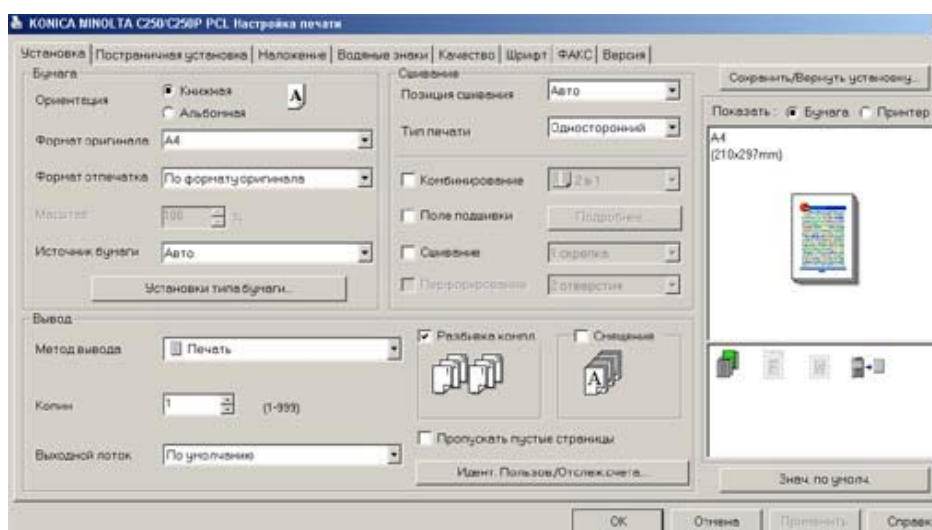 KONICA MINOLTA C250/C250P PCL Настройка печати
Установка Постраничная установка Наложение Водяные знаки Качество Шрифт ФАКС Версия
Бумага
Ориентация
Книжная
Альбомная
A
Формат оригинала A4
Формат отпечатка По формату оригинала
Масштаб 100 %
Источник бумаги Авто
Установки типа бумаги...
Сшивание
Позиция сшивания Авто
Тип печати Односторонний
Комбинирование 2 в 1
Поле подшивки Подробнее...
Сшивание 1 скрепка
Перфорирование 2 отверстия
Вывод
Метод вывода Печать
Копии 1 (1-999)
Выходной лоток По умолчанию
Разбивка компл.
Смещение
A
Пропускать пустые страницы
Идент. Пользов/Отслеж.счета...
Сохранить/Вернуть установку...
Показать: Бумага Принтер
A4
(210x297mm)
F W
Знач. по умолч.
OK Отмена Применить Справк